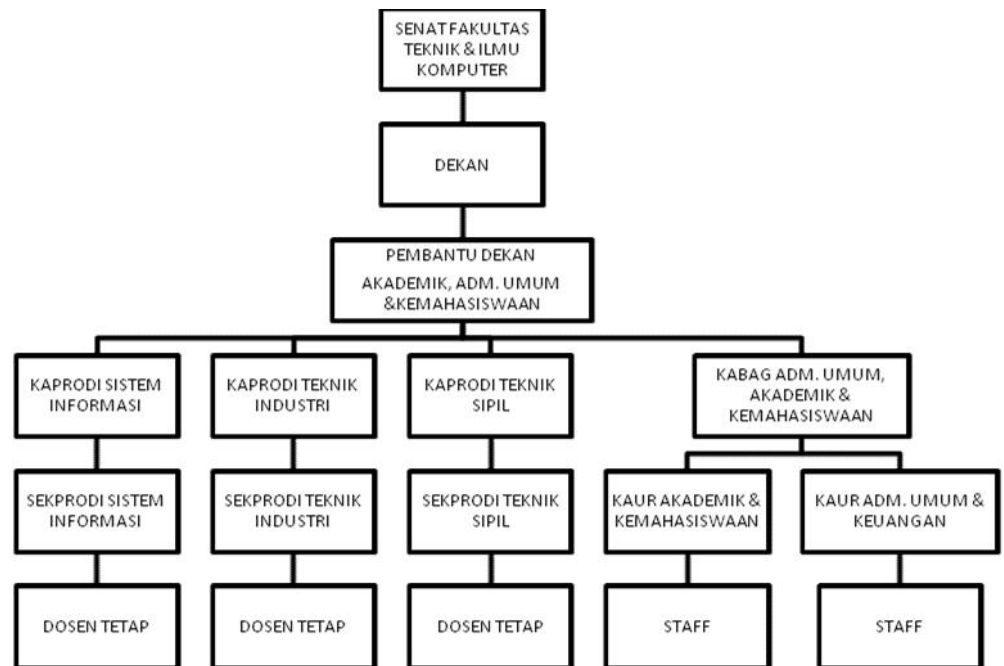 SENAT FAKULTAS
TEKNIK & ILMU
KOMPUTER
DEKAN
PEMBANTU DEKAN
AKADEMIK, ADM. UMUM
&KEMAHASISWAAN
KAPRODI SISTEM
INFORMASI
KAPRODI TEKNIK
INDUSTRI
KAPRODI TEKNIK
SIPIL
KABAG ADM. UMUM,
AKADEMIK &
KEMAHASISWAAN
SEKPRODI SISTEM
INFORMASI
SEKPRODI TEKNIK
INDUSTRI
SEKPRODI TEKNIK
SIPIL
KAUR AKADEMIK &
KEMAHASISWAAN
KAUR ADM. UMUM &
KEUANGAN
DOSEN TETAP
DOSEN TETAP
DOSEN TETAP
STAFF
STAFF